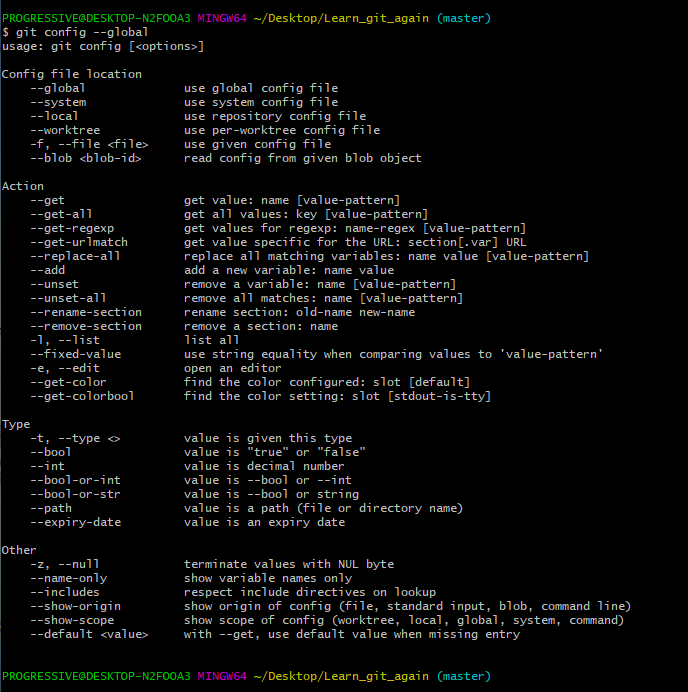 PROGRESSIVE@DESKTOP-N2FOOA3 MINGW64 ~/Desktop/Learn_git_again (master)
$ git config --global
usage: git config [<options>]
Config file location
--global use global config file
--system use system config file
--local use repository config file
--worktree use per-worktree config file
-f, --file <file> use given config file
--blob <blob-id> read config from given blob object
Action
--get get value: name [value-pattern]
--get-all get all values: key [value-pattern]
--get-regexp get values for regexp: name-regex [value-pattern]
--get-urlmatch get value specific for the URL: section[.var] URL
--replace-all replace all matching variables: name value [value-pattern]
--add add a new variable: name value
--unset remove a variable: name [value-pattern]
--unset-all remove all matches: name [value-pattern]
--rename-section rename section: old-name new-name
--remove-section remove a section: name
-l, --list list all
--fixed-value use string equality when comparing values to 'value-pattern'
-e, --edit open an editor
--get-color find the color configured: slot [default]
--get-colorbool find the color setting: slot [stdout-is-tty]
Type
-t, --type <> value is given this type
--bool value is "true" or "false"
--int value is decimal number
--bool-or-int value is --bool or --int
--bool-or-str value is --bool or string
--path value is a path (file or directory name)
--expiry-date value is an expiry date
Other
-z, --null terminate values with NUL byte
--name-only show variable names only
--includes respect include directives on lookup
--show-origin show origin of config (file, standard input, blob, command line)
--show-scope show scope of config (worktree, local, global, system, command)
--default <value> with --get, use default value when missing entry
PROGRESSIVE@DESKTOP-N2FOOA3 MINGW64 ~/Desktop/Learn_git_again (master)